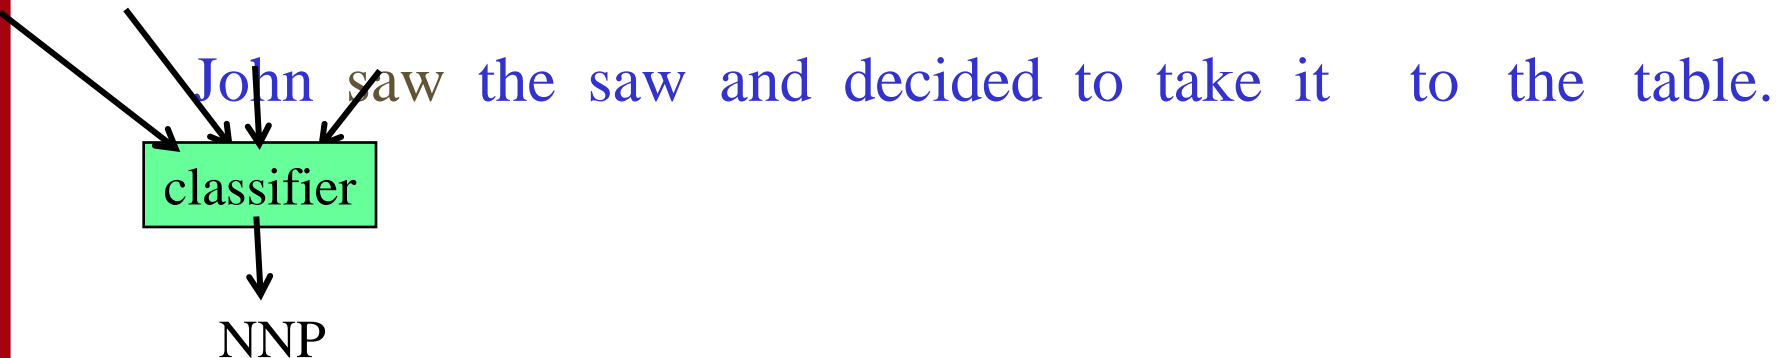 John saw the saw and decided to take it to the table.
classifier
NNP